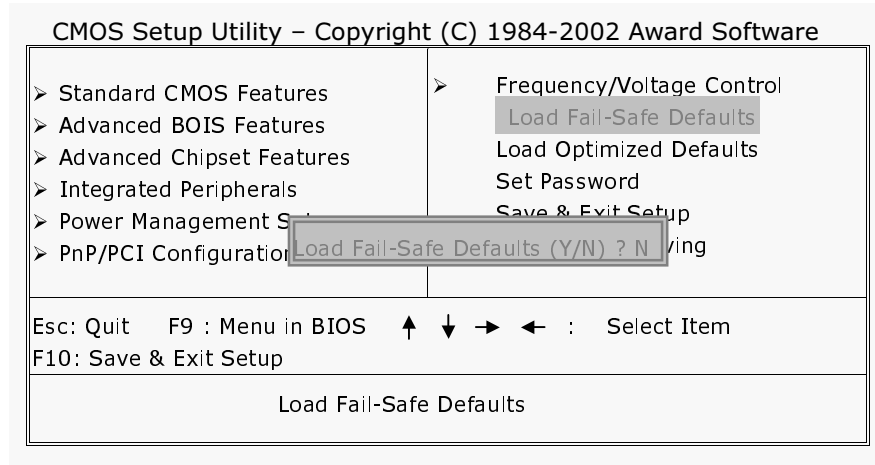 CMOS Setup Utility – Copyright (C) 1984-2002 Award Software
➢ Standard CMOS Features
➢ Advanced BOIS Features
➢ Advanced Chipset Features
➢ Integrated Peripherals
➢ Power Management
➢ PnP/PCI
➢ Frequency/Voltage Control
Load Fail-Safe Defaults
Load Optimized Defaults
Set Password
Save & Exit Setup
Load Fail-Safe Defaults (Y/N) ? N
Esc: Quit F9 : Menu in BIOS ↑ ↓ → ← : Select Item
F10: Save & Exit Setup
Load Fail-Safe Defaults